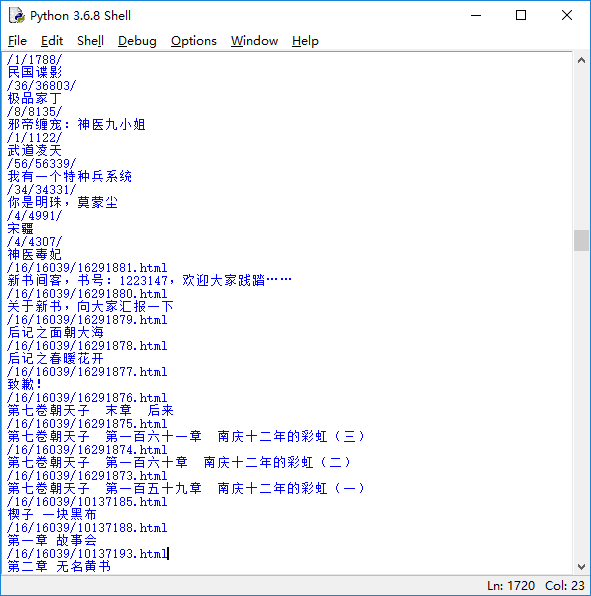 Python 3.6.8 Shell
File Edit Shell Debug Options Window Help
/1/1788/
民国谍影
/36/36803/
极品家丁
/8/8135/
邪帝缠宠：神医九小姐
/1/1122/
武道凌天
/56/56339/
我有一个特种兵系统
/34/34331/
你是明珠，莫蒙尘
/4/4991/
宋疆
/4/4307/
神医毒妃
/16/16039/16291881.html
新书间客，书号：1223147，欢迎大家践踏……
/16/16039/16291880.html
关于新书，向大家汇报一下
/16/16039/16291879.html
后记之面朝大海
/16/16039/16291878.html
后记之春暖花开
/16/16039/16291877.html
致歉！
/16/16039/16291876.html
第七卷朝天子　末章　后来
/16/16039/16291875.html
第七卷朝天子　第一百六十一章　南庆十二年的彩虹（三）
/16/16039/16291874.html
第七卷朝天子　第一百六十章　南庆十二年的彩虹（二）
/16/16039/16291873.html
第七卷朝天子　第一百五十九章　南庆十二年的彩虹（一）
/16/16039/10137185.html
楔子 一块黑布
/16/16039/10137188.html
第一章 故事会
/16/16039/10137193.html
第二章 无名黄书
Ln: 1720 Col: 23